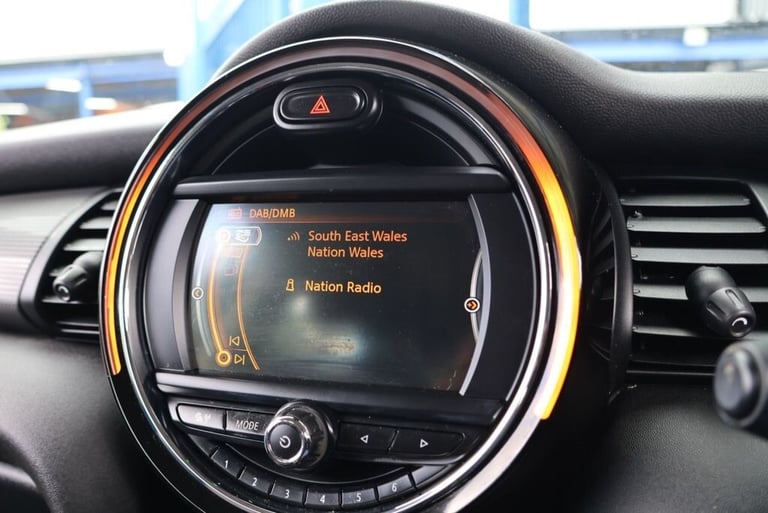 DAB/DMB
South East Wales
Nation Wales
Nation Radio
MODE
1 2 3 4 5 6